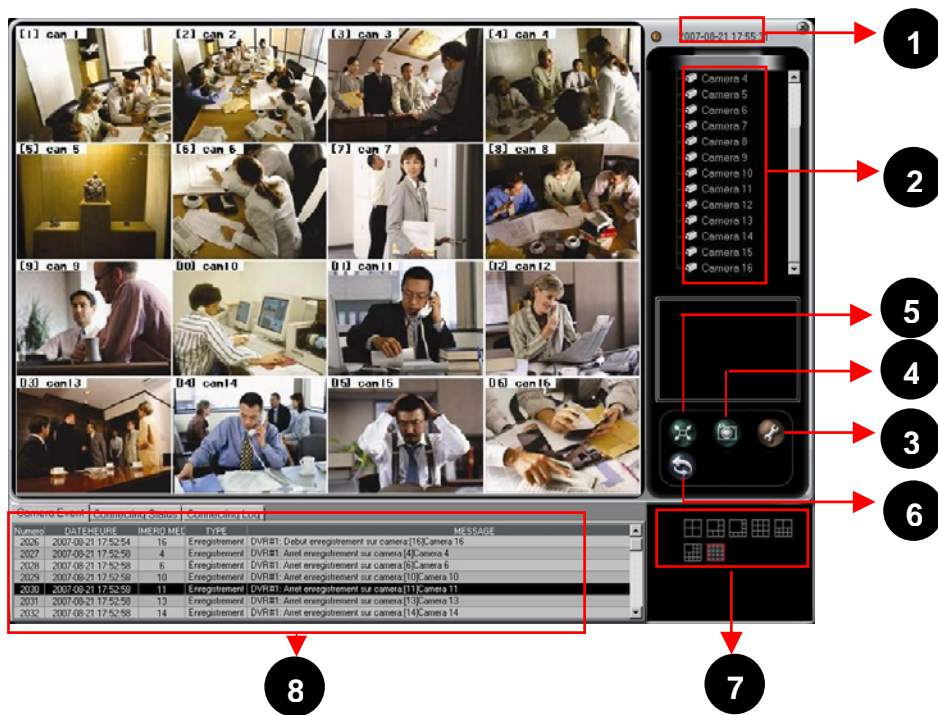 [1] cam 1 [2] cam 2 [3] cam 3 [4] cam 4
[5] cam 5 [6] cam 6 [7] cam 7 [8] cam 8
[9] cam 9 [10] cam10 [11] cam11 [12] cam12
[13] cam13 [14] cam14 [15] cam15 [16] cam16
2007-08-21 17:55:
Camera 4
Camera 5
Camera 6
Camera 7
Camera 8
Camera 9
Camera 10
Camera 11
Camera 12
Camera 13
Camera 14
Camera 15
Camera 16
1
2
5
4
3
6
Camera Event Connecting Status Connecting Log
Numero DATEHEURE IMERO MED TYPE MESSAGE
2026 2007-08-21 17:52:54 16 Enregistrement DVR#1: Debut enregistrement sur camera:[16]Camera 16
2027 2007-08-21 17:52:58 4 Enregistrement DVR#1: Arret enregistrement sur camera:[4]Camera 4
2028 2007-08-21 17:52:58 6 Enregistrement DVR#1: Arret enregistrement sur camera:[6]Camera 6
2029 2007-08-21 17:52:58 10 Enregistrement DVR#1: Arret enregistrement sur camera:[10]Camera 10
2030 2007-08-21 17:52:58 11 Enregistrement DVR#1: Arret enregistrement sur camera:[11]Camera 11
2031 2007-08-21 17:52:58 13 Enregistrement DVR#1: Arret enregistrement sur camera:[13]Camera 13
2032 2007-08-21 17:52:58 14 Enregistrement DVR#1: Arret enregistrement sur camera:[14]Camera 14
8
7